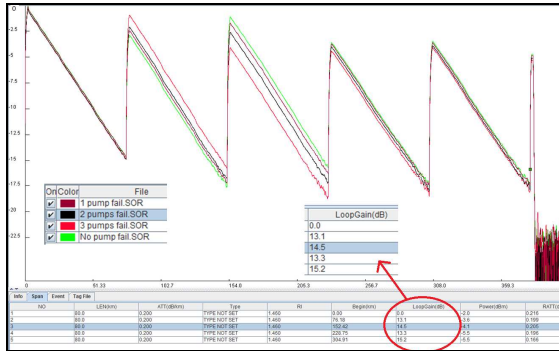 0
-2.5
-7.5
-10
-12.5
-15.0
-17.5
-22.5
0 51.33 102.7 154.0 205.3 256.7 308.0 359.3
On Color File
1 pump fail.SOR
2 pumps fail.SOR
3 pumps fail.SOR
No pump fail.SOR
LoopGain(dB)
0.0
13.1
14.5
13.3
15.2
Info Span Event Tag File
NO LEN(km) ATT(dB/km) Type RI Begin(km) LoopGain(dB) Power(dBm)
80.0 0.200 TYPE NOT SET 1.460 0.00 0.0 0.216
2 80.0 0.200 TYPE NOT SET 1.460 76.18 13.1 -3.6 0.199
3 80.0 0.200 TYPE NOT SET 1.460 152.42 14.5 -4.1 0.205
80.0 0.200 TYPE NOT SET 1.460 228.75 13.3 -5.5 0.196
5 80.0 0.200 TYPE NOT SET 1.460 304.91 15.2 -5.5